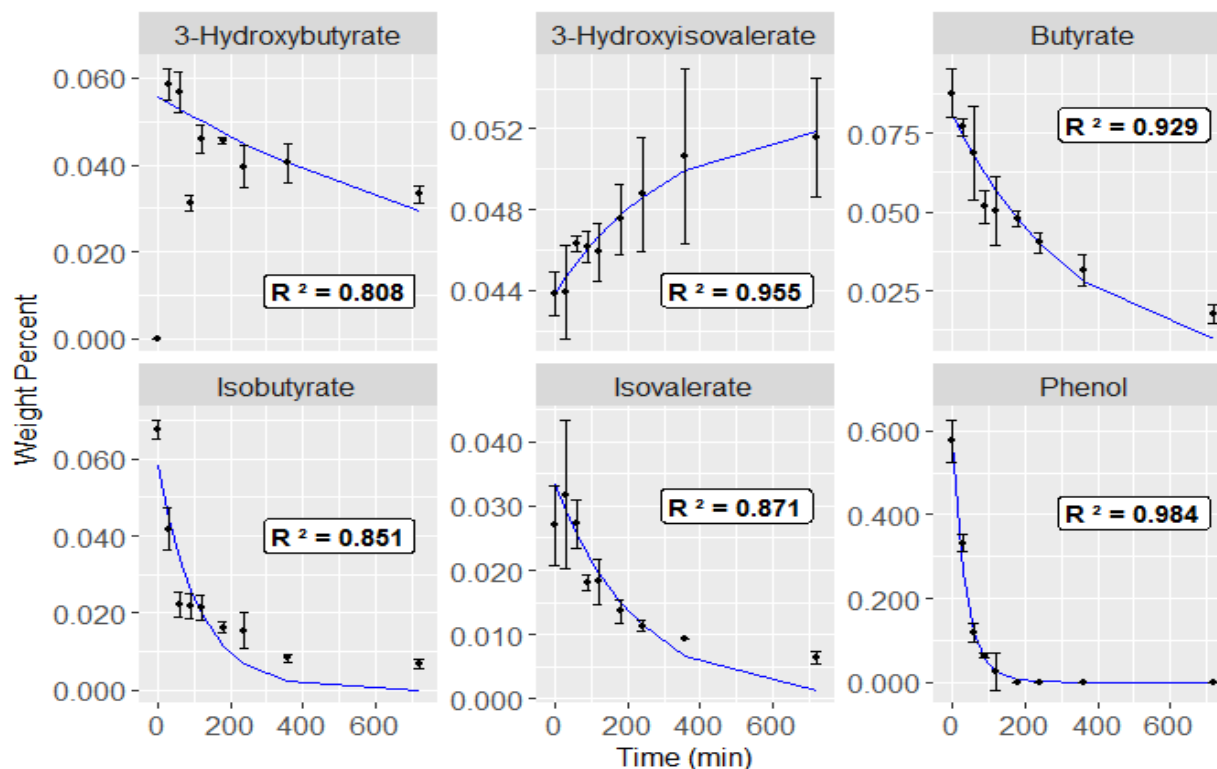 3-Hydroxybutyrate 3-Hydroxyisovalerate Butyrate
Weight Percent
0.060
0.040
0.020
0.000
R ² = 0.808
0.052
0.048
0.044
R ² = 0.955
0.075
0.050
0.025
R ² = 0.929
Isobutyrate Isovalerate Phenol
0.060
0.040
0.020
0.000
R ² = 0.851
0.040
0.030
0.020
0.010
0.000
R ² = 0.871
0.600
0.400
0.200
0.000
R ² = 0.984
0 200 400 600 0 200 400 600 0 200 400 600
Time (min)